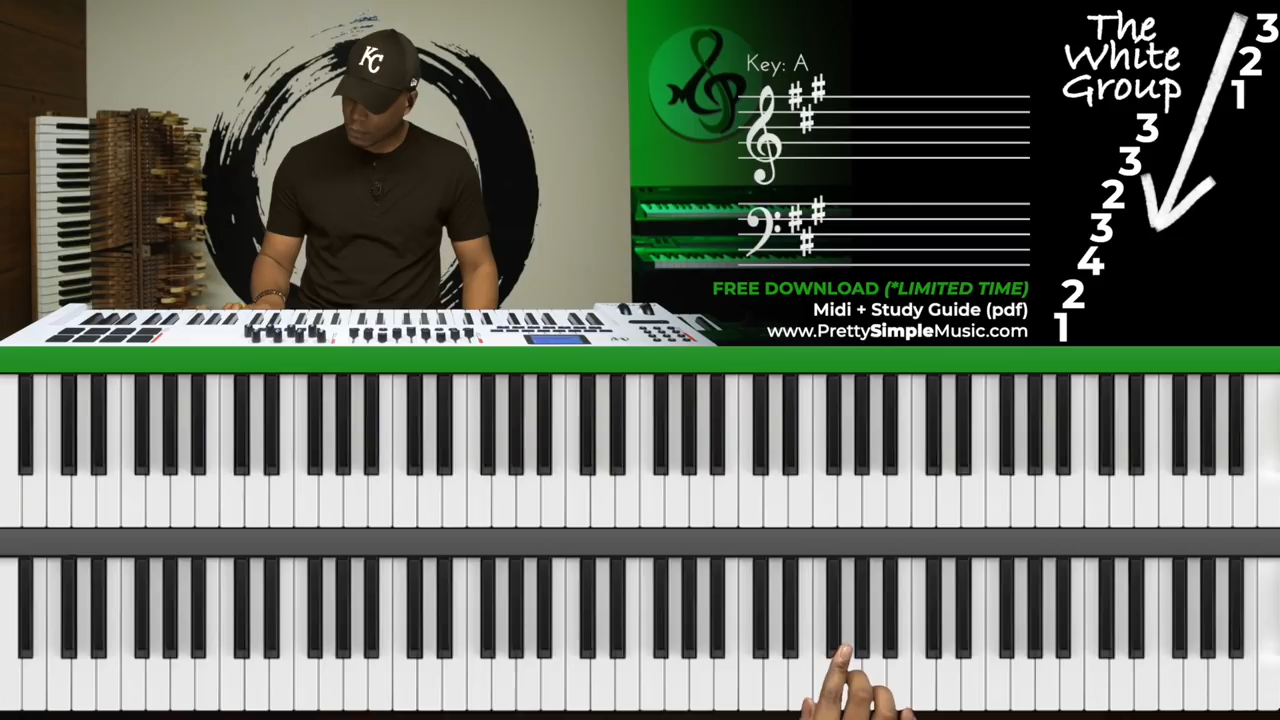 KC
Key: A
FREE DOWNLOAD (*LIMITED TIME)
Midi + Study Guide (pdf)
www.PrettySimpleMusic.com
The
White
Group
3
2
1
3
3
2
3
4
2
1